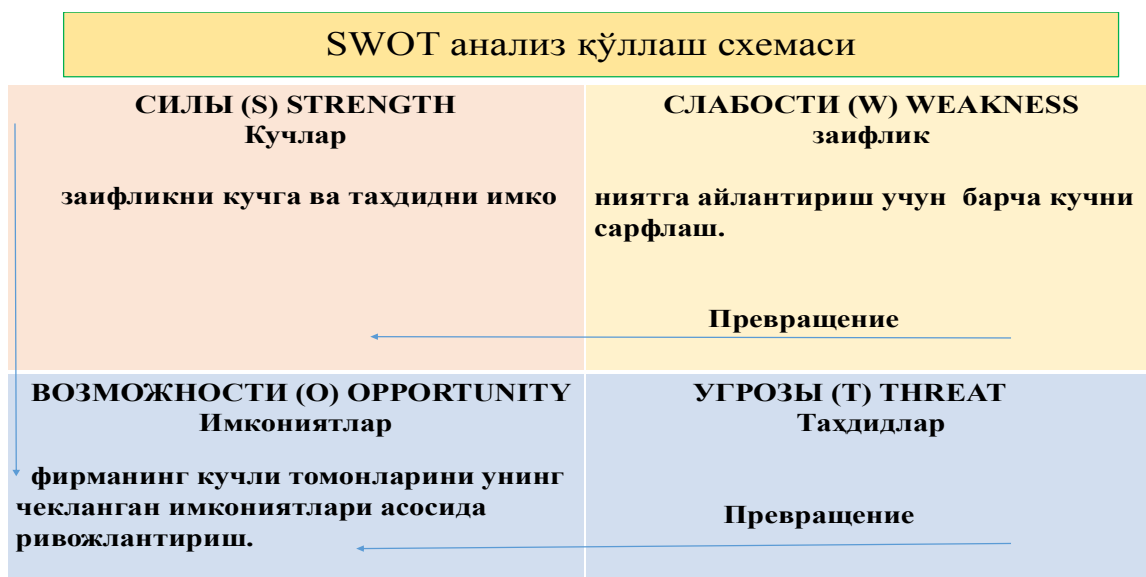 SWOT анализ қўллаш схемаси
СИЛЫ (S) STRENGTH
Кучлар
заифликни кучга ва таҳдидни имко
СЛАБОСТИ (W) WEAKNESS
заифлик
ниятга айлантириш учун барча кучни
сарфлаш.
Превращение
ВОЗМОЖНОСТИ (O) OPPORTUNITY
Имкониятлар
фирманинг кучли томонларини унинг
чекланган имкониятлари асосида
ривожлантириш.
УГРОЗЫ (T) THREAT
Таҳдидлар
Превращение